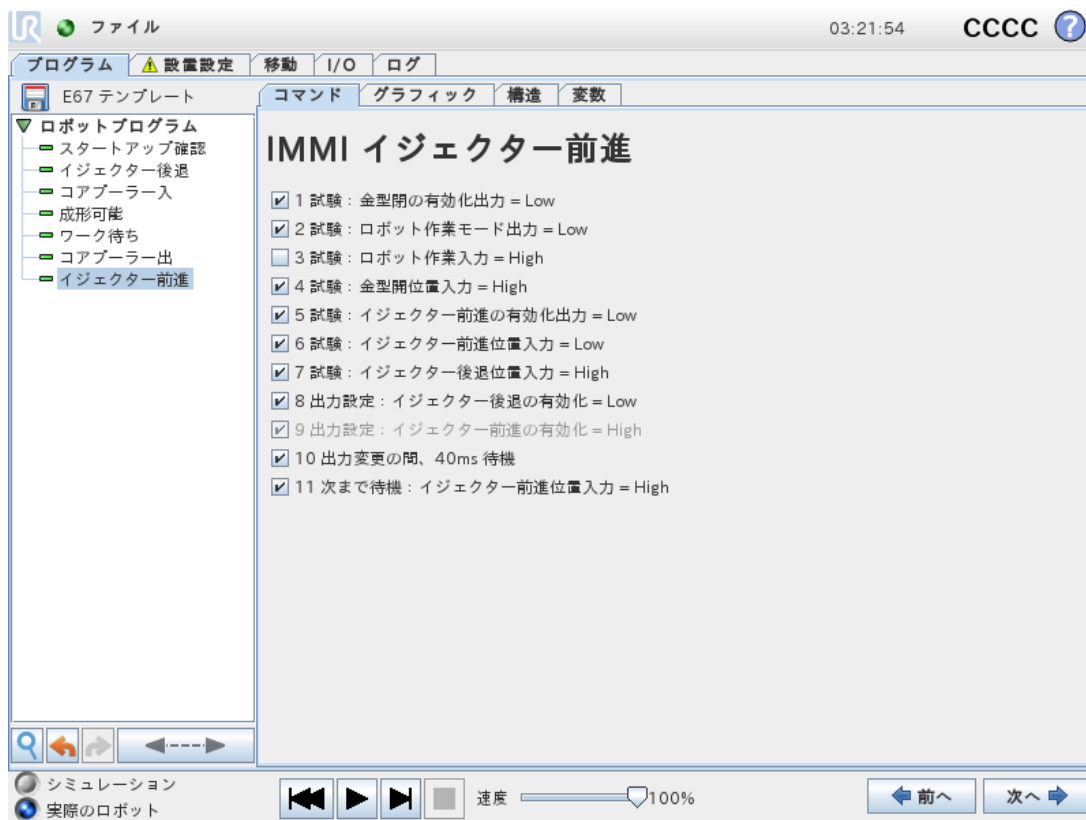 UR ファイル 03:21:54 CCCC ?
プログラム 設置設定 移動 I/O ログ
E67 テンプレート
コマンド グラフィック 構造 変数
ロボットプログラム
スタートアップ確認
イジェクター後退
コアプーラー入
成形可能
ワーク待ち
コアプーラー出
イジェクター前進
IMMI イジェクター前進
1 試験：金型閉の有効化出力 = Low
2 試験：ロボット作業モード出力 = Low
3 試験：ロボット作業入力 = High
4 試験：金型開位置入力 = High
5 試験：イジェクター前進の有効化出力 = Low
6 試験：イジェクター前進位置入力 = Low
7 試験：イジェクター後退位置入力 = High
8 出力設定：イジェクター後退の有効化 = Low
9 出力設定：イジェクター前進の有効化 = High
10 出力変更の間、40ms 待機
11 次まで待機：イジェクター前進位置入力 = High
シミュレーション
実際のロボット
速度 100%
前へ 次へ